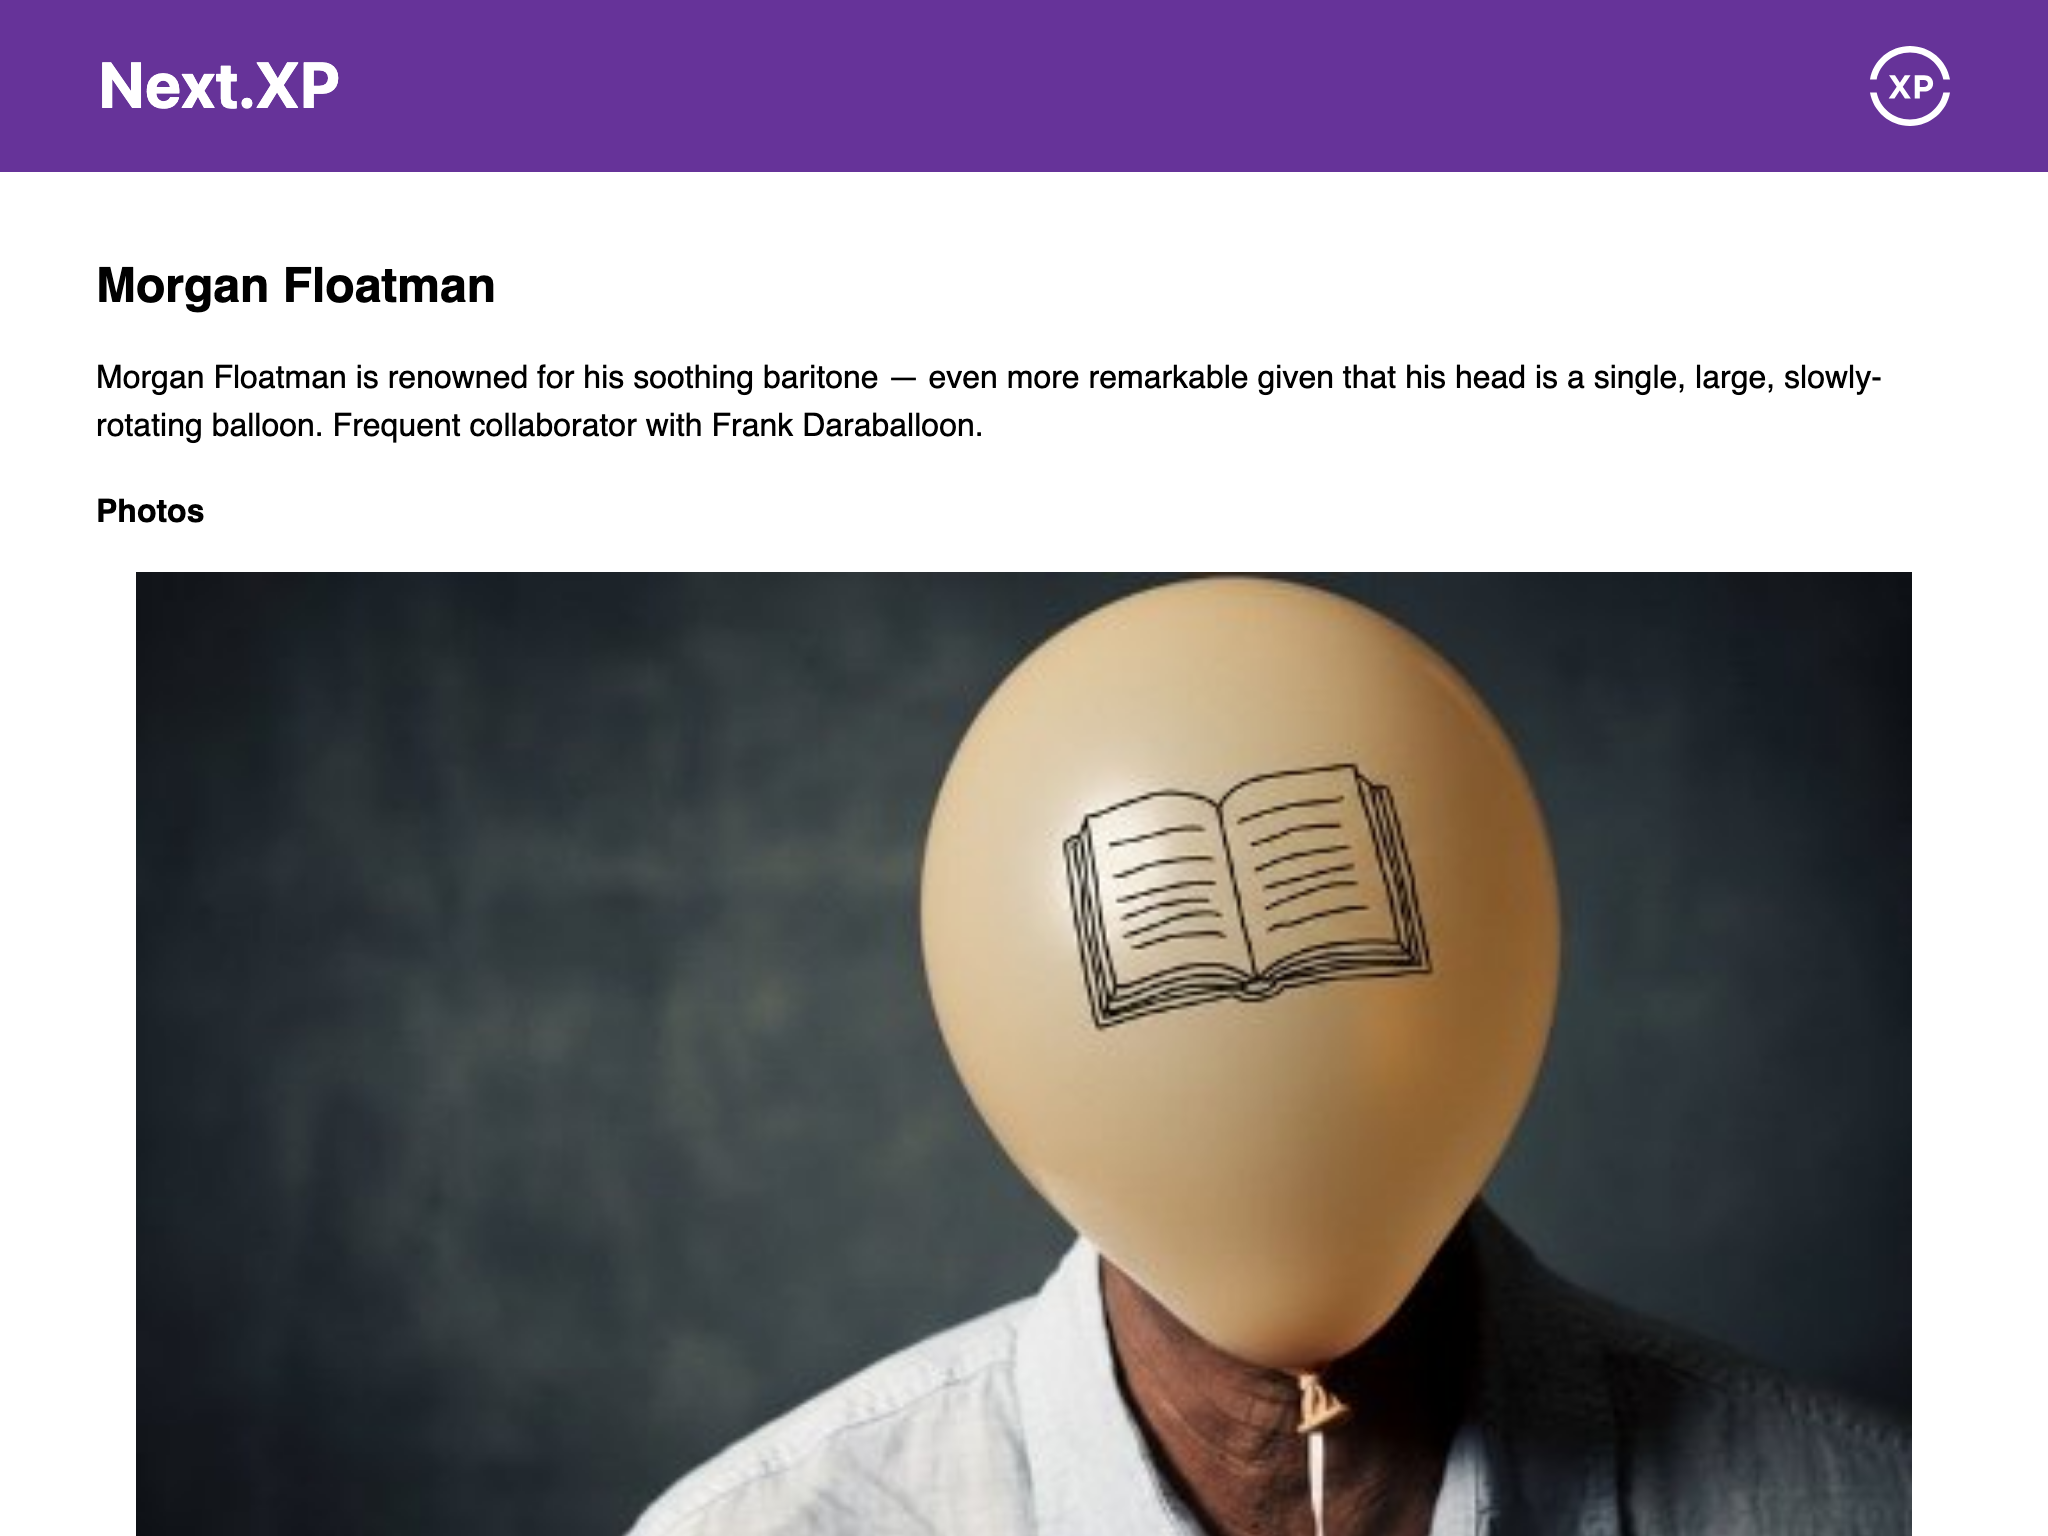 Next.XP
XP
Morgan Floatman
Morgan Floatman is renowned for his soothing baritone — even more remarkable given that his head is a single, large, slowly-
rotating balloon. Frequent collaborator with Frank Daraballoon.
Photos